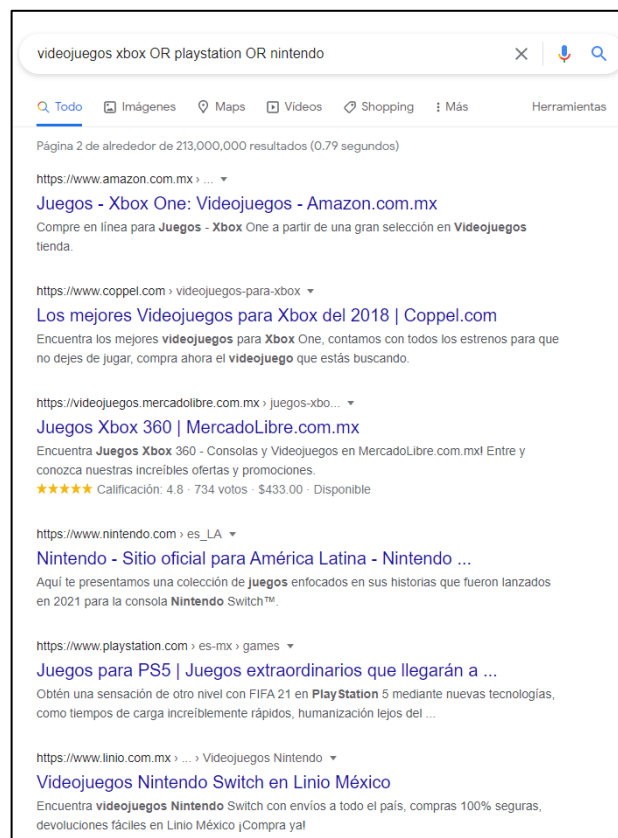 videojuegos xbox OR playstation OR nintendo
Todo Imágenes Maps Vídeos Shopping Más Herramientas
Página 2 de alrededor de 213,000,000 resultados (0.79 segundos)
https://www.amazon.com.mx › ...
Juegos - Xbox One: Videojuegos - Amazon.com.mx
Compre en línea para Juegos - Xbox One a partir de una gran selección en Videojuegos
tienda.
https://www.coppel.com › videojuegos-para-xbox
Los mejores Videojuegos para Xbox del 2018 | Coppel.com
Encuentra los mejores videojuegos para Xbox One, contamos con todos los estrenos para que
no dejes de jugar, compra ahora el videojuego que estás buscando.
https://videojuegos.mercadolibre.com.mx › juegos-xbo...
Juegos Xbox 360 | MercadoLibre.com.mx
Encuentra Juegos Xbox 360 - Consolas y Videojuegos en MercadoLibre.com.mx! Entre y
conozca nuestras increíbles ofertas y promociones.
Calificación: 4.8 · 734 votos · $433.00 · Disponible
https://www.nintendo.com › es_LA
Nintendo - Sitio oficial para América Latina - Nintendo ...
Aquí te presentamos una colección de juegos enfocados en sus historias que fueron lanzados
en 2021 para la consola Nintendo Switch™.
https://www.playstation.com › es-mx › games
Juegos para PS5 | Juegos extraordinarios que llegarán a ...
Obtén una sensación de otro nivel con FIFA 21 en PlayStation 5 mediante nuevas tecnologías,
como tiempos de carga increíblemente rápidos, humanización lejos del ...
https://www.linio.com.mx › ... › Videojuegos Nintendo
Videojuegos Nintendo Switch en Linio México
Encuentra videojuegos Nintendo Switch con envíos a todo el país, compras 100% seguras,
devoluciones fáciles en Linio México ¡Compra ya!